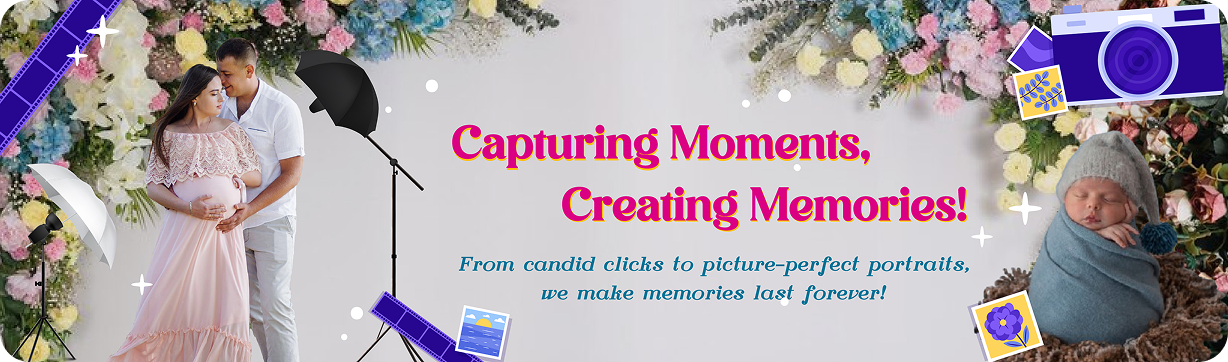 Capturing Moments,
Creating Memories!
From candid clicks to picture-perfect portraits,
we make memories last forever!